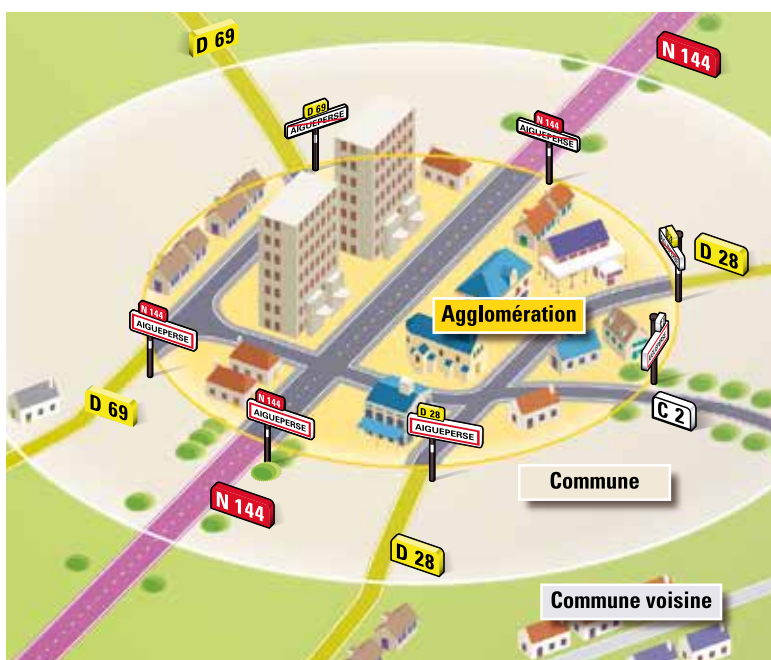 D 69
N 144
D 69
AIGUEPERSE
N 144
AIGUEPERSE
D 28
Agglomération
N 144
AIGUEPERSE
D 69
N 144
AIGUEPERSE
D 28
AIGUEPERSE
C 2
Commune
N 144
D 28
Commune voisine